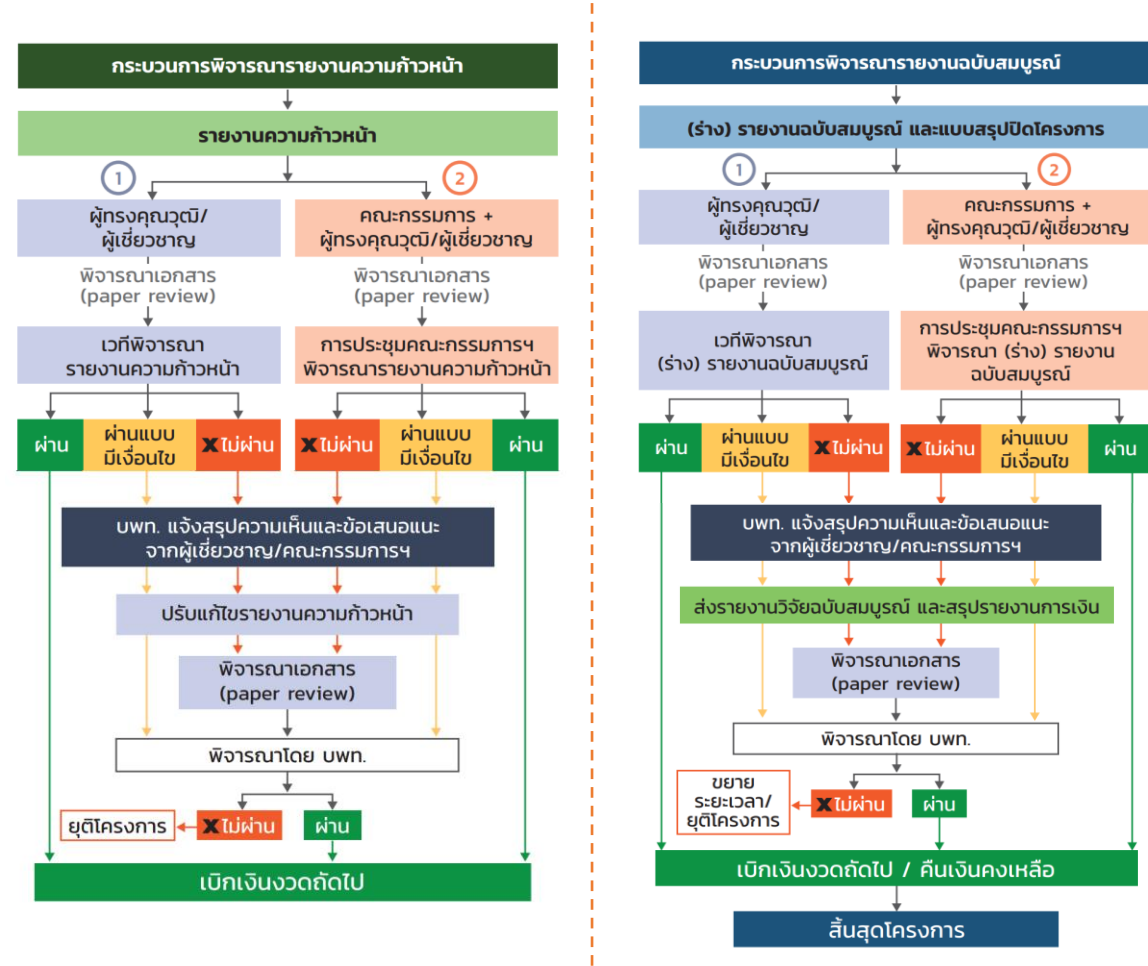 กระบวนการพิจารณารายงานความก้าวหน้า
รายงานความก้าวหน้า
1
2
ผู้ทรงคุณวุฒิ/
ผู้เชี่ยวชาญ
คณะกรรมการ +
ผู้ทรงคุณวุฒิ/ผู้เชี่ยวชาญ
พิจารณาเอกสาร
(paper review)
พิจารณาเอกสาร
(paper review)
เวทีพิจารณา
รายงานความก้าวหน้า
การประชุมคณะกรรมการฯ
พิจารณารายงานความก้าวหน้า
ผ่าน
ผ่านแบบ
มีเงื่อนไข
X ไม่ผ่าน
X ไม่ผ่าน
ผ่านแบบ
มีเงื่อนไข
ผ่าน
บพท. แจ้งสรุปความเห็นและข้อเสนอแนะ
จากผู้เชี่ยวชาญ/คณะกรรมการฯ
ปรับแก้ไขรายงานความก้าวหน้า
พิจารณาเอกสาร
(paper review)
พิจารณาโดย บพท.
ยุติโครงการ
X ไม่ผ่าน
ผ่าน
เบิกเงินงวดถัดไป
กระบวนการพิจารณารายงานฉบับสมบูรณ์
(ร่าง) รายงานฉบับสมบูรณ์ และแบบสรุปปิดโครงการ
1
2
ผู้ทรงคุณวุฒิ/
ผู้เชี่ยวชาญ
คณะกรรมการ +
ผู้ทรงคุณวุฒิ/ผู้เชี่ยวชาญ
พิจารณาเอกสาร
(paper review)
พิจารณาเอกสาร
(paper review)
เวทีพิจารณา
(ร่าง) รายงานฉบับสมบูรณ์
การประชุมคณะกรรมการฯ
พิจารณา (ร่าง) รายงาน
ฉบับสมบูรณ์
ผ่าน
ผ่านแบบ
มีเงื่อนไข
X ไม่ผ่าน
X ไม่ผ่าน
ผ่านแบบ
มีเงื่อนไข
ผ่าน
บพท. แจ้งสรุปความเห็นและข้อเสนอแนะ
จากผู้เชี่ยวชาญ/คณะกรรมการฯ
ส่งรายงานวิจัยฉบับสมบูรณ์ และสรุปรายงานการเงิน
พิจารณาเอกสาร
(paper review)
พิจารณาโดย บพท.
ขยาย
ระยะเวลา/
ยุติโครงการ
X ไม่ผ่าน
ผ่าน
เบิกเงินงวดถัดไป / คืนเงินคงเหลือ
สิ้นสุดโครงการ